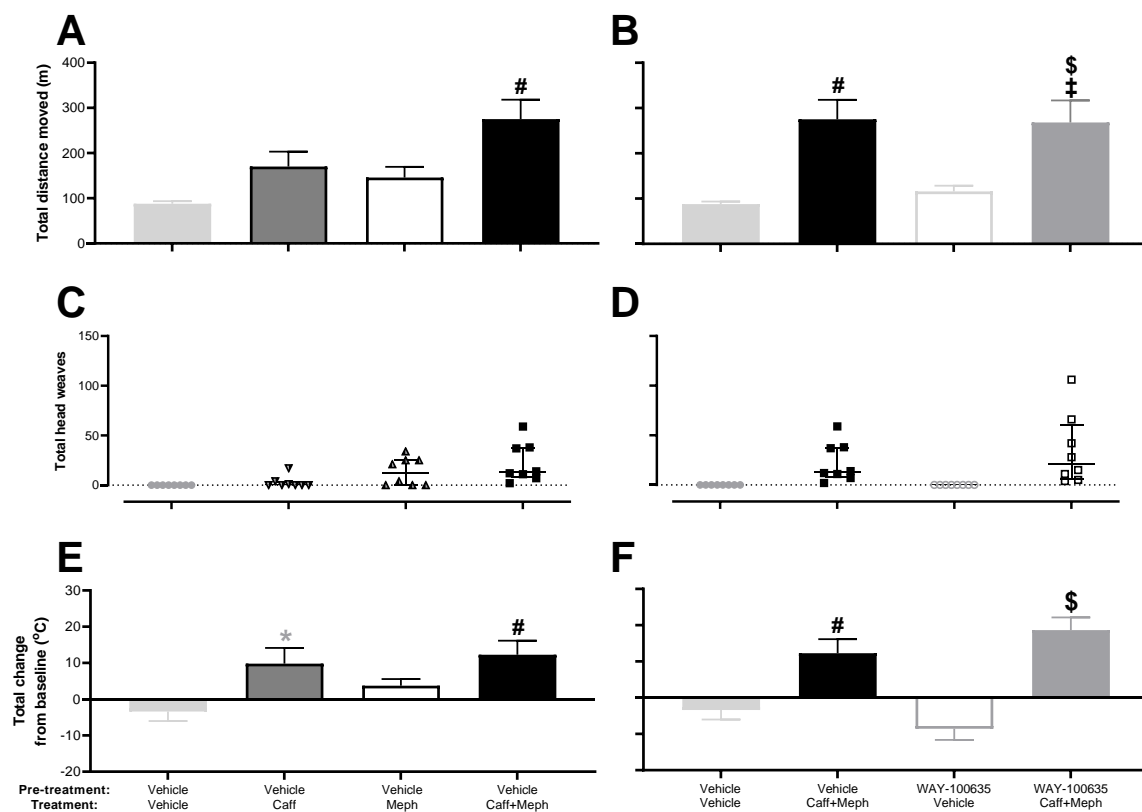 A
B
Total distance moved (m)
400
300
200
100
0
#
#
$
‡
C
D
Total head weaves
150
100
50
0
E
F
Total change
from baseline (°C)
30
20
10
0
-10
-20
*
#
#
$
Pre-treatment: Vehicle Vehicle Vehicle Vehicle Vehicle Vehicle WAY-100635 WAY-100635
Treatment: Vehicle Caff Meph Caff+Meph Vehicle Caff+Meph Vehicle Caff+Meph